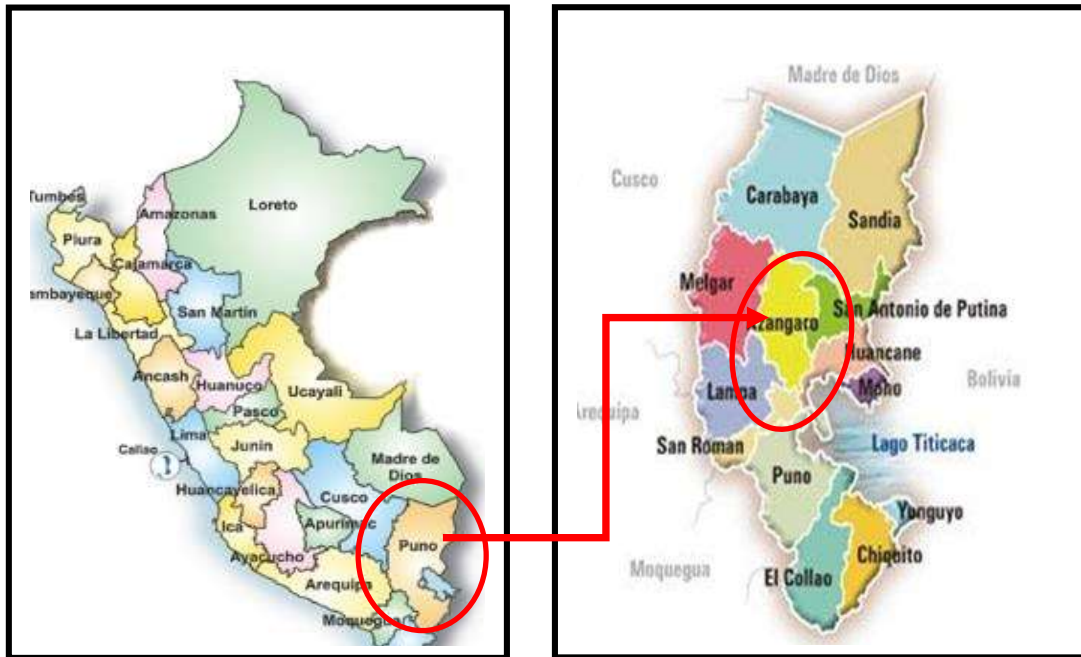 Tumbes
Piura
Amazonas
Loreto
Cajamarca
ambayeque
San Martin
La Libertad
Ancash
Huanuco
Ucayali
Pasco
Lima
Junin
Callao
Madre de
Dios
Huancavelica
Cusco
Ica
Apurimac
Puno
Ayacucho
Arequipa
Moquegua
Madre de Dios
Cusco
Carabaya
Sandia
Melgar
San Antonio de Putina
Azangaro
Huancane
Moho
Bolivia
Lampa
Arequipa
San Roman
Lago Titicaca
Puno
Yunguyo
Chiquito
Moquegua
El Collao